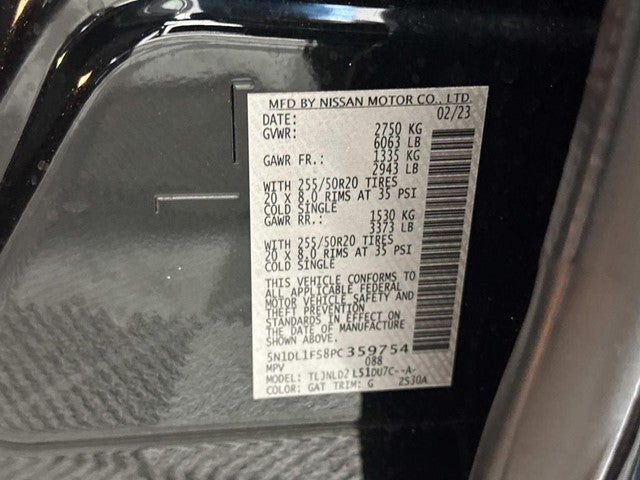 MFD BY NISSAN MOTOR CO., LTD
DATE: 02/23
GVWR: 2750 KG
6063 LB
GAWR FR.: 1335 KG
2943 LB
WITH 255/50R20 TIRES
20 X 8.0 RIMS AT 35 PSI
COLD SINGLE
GAWR RR.: 1530 KG
3373 LB
WITH 255/50R20 TIRES
20 X 8.0 RIMS AT 35 PSI
COLD SINGLE
THIS VEHICLE CONFORMS TO
ALL APPLICABLE FEDERAL
MOTOR VEHICLE SAFETY AND
THEFT PREVENTION
STANDARDS IN EFFECT ON
THE DATE OF MANUFACTURE
SHOWN ABOVE.
5N1DL1FS8PC359754
MPV 088
MODEL: TLJNLD2 LS1DU7C--A-
COLOR: GAT TRIM: G 2S30A